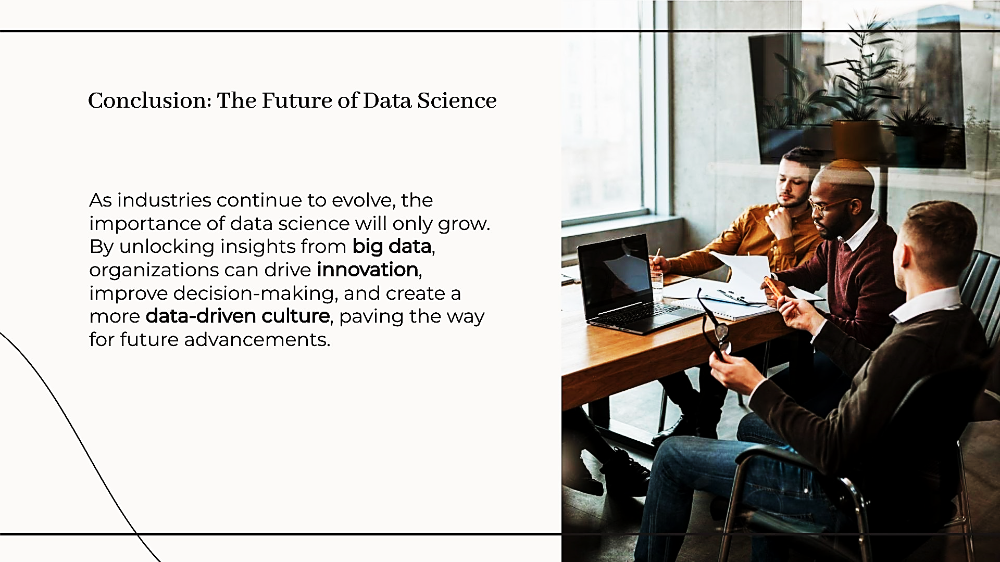 Conclusion: The Future of Data Science
As industries continue to evolve, the
importance of data science will only grow.
By unlocking insights from big data,
organizations can drive innovation,
improve decision-making, and create a
more data-driven culture, paving the way
for future advancements.